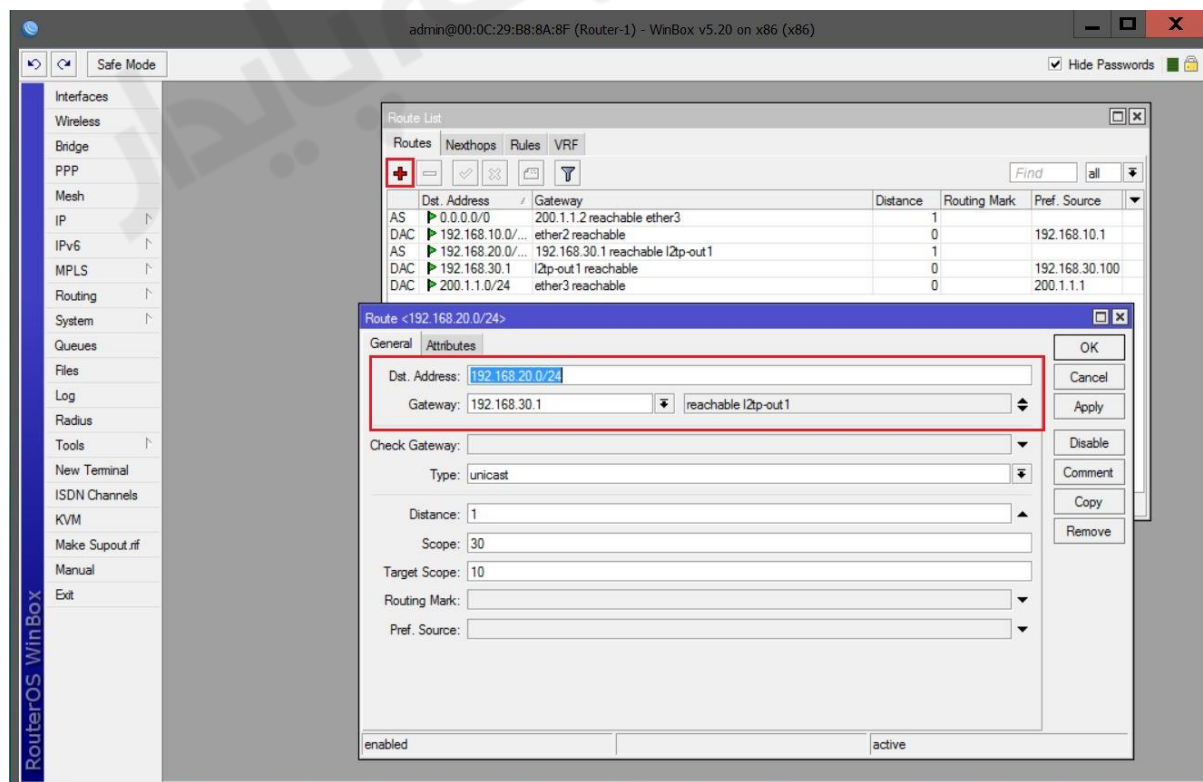 admin@00:0C:29:B8:8A:8F (Router-1) - WinBox v5.20 on x86 (x86)
Safe Mode
Hide Passwords
Interfaces
Wireless
Bridge
PPP
Mesh
IP
IPv6
MPLS
Routing
System
Queues
Files
Log
Radius
Tools
New Terminal
ISDN Channels
KVM
Make Supout.rif
Manual
Exit
RouterOS WinBox
Route List
Routes Nexthops Rules VRF
Find all
Dst. Address Gateway Distance Routing Mark Pref. Source
AS 0.0.0.0/0 200.1.1.2 reachable ether3 1
DAC 192.168.10.0/... ether2 reachable 0 192.168.10.1
AS 192.168.20.0/... 192.168.30.1 reachable l2tp-out1 1
DAC 192.168.30.1 l2tp-out1 reachable 0 192.168.30.100
DAC 200.1.1.0/24 ether3 reachable 0 200.1.1.1
Route <192.168.20.0/24>
General Attributes
Dst. Address: 192.168.20.0/24
Gateway: 192.168.30.1 reachable l2tp-out1
Check Gateway:
Type: unicast
Distance: 1
Scope: 30
Target Scope: 10
Routing Mark:
Pref. Source:
OK
Cancel
Apply
Disable
Comment
Copy
Remove
enabled active